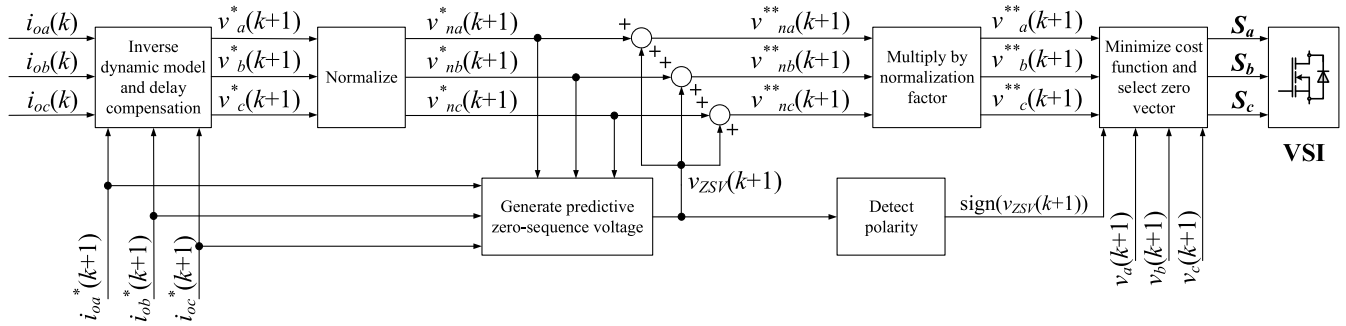 i_oa(k)
i_ob(k)
i_oc(k)
Inverse
dynamic model
and delay
compensation
v*_a(k+1)
v*_b(k+1)
v*_c(k+1)
Normalize
v*_na(k+1)
v*_nb(k+1)
v*_nc(k+1)
+
+
+
+
+
+
v**_na(k+1)
v**_nb(k+1)
v**_nc(k+1)
Multiply by
normalization
factor
v**_a(k+1)
v**_b(k+1)
v**_c(k+1)
Minimize cost
function and
select zero
vector
S_a
S_b
S_c
VSI
i_oa*(k+1)
i_ob*(k+1)
i_oc*(k+1)
Generate predictive
zero-sequence voltage
v_ZSV(k+1)
Detect
polarity
sign(v_ZSV(k+1))
v_a(k+1)
v_b(k+1)
v_c(k+1)